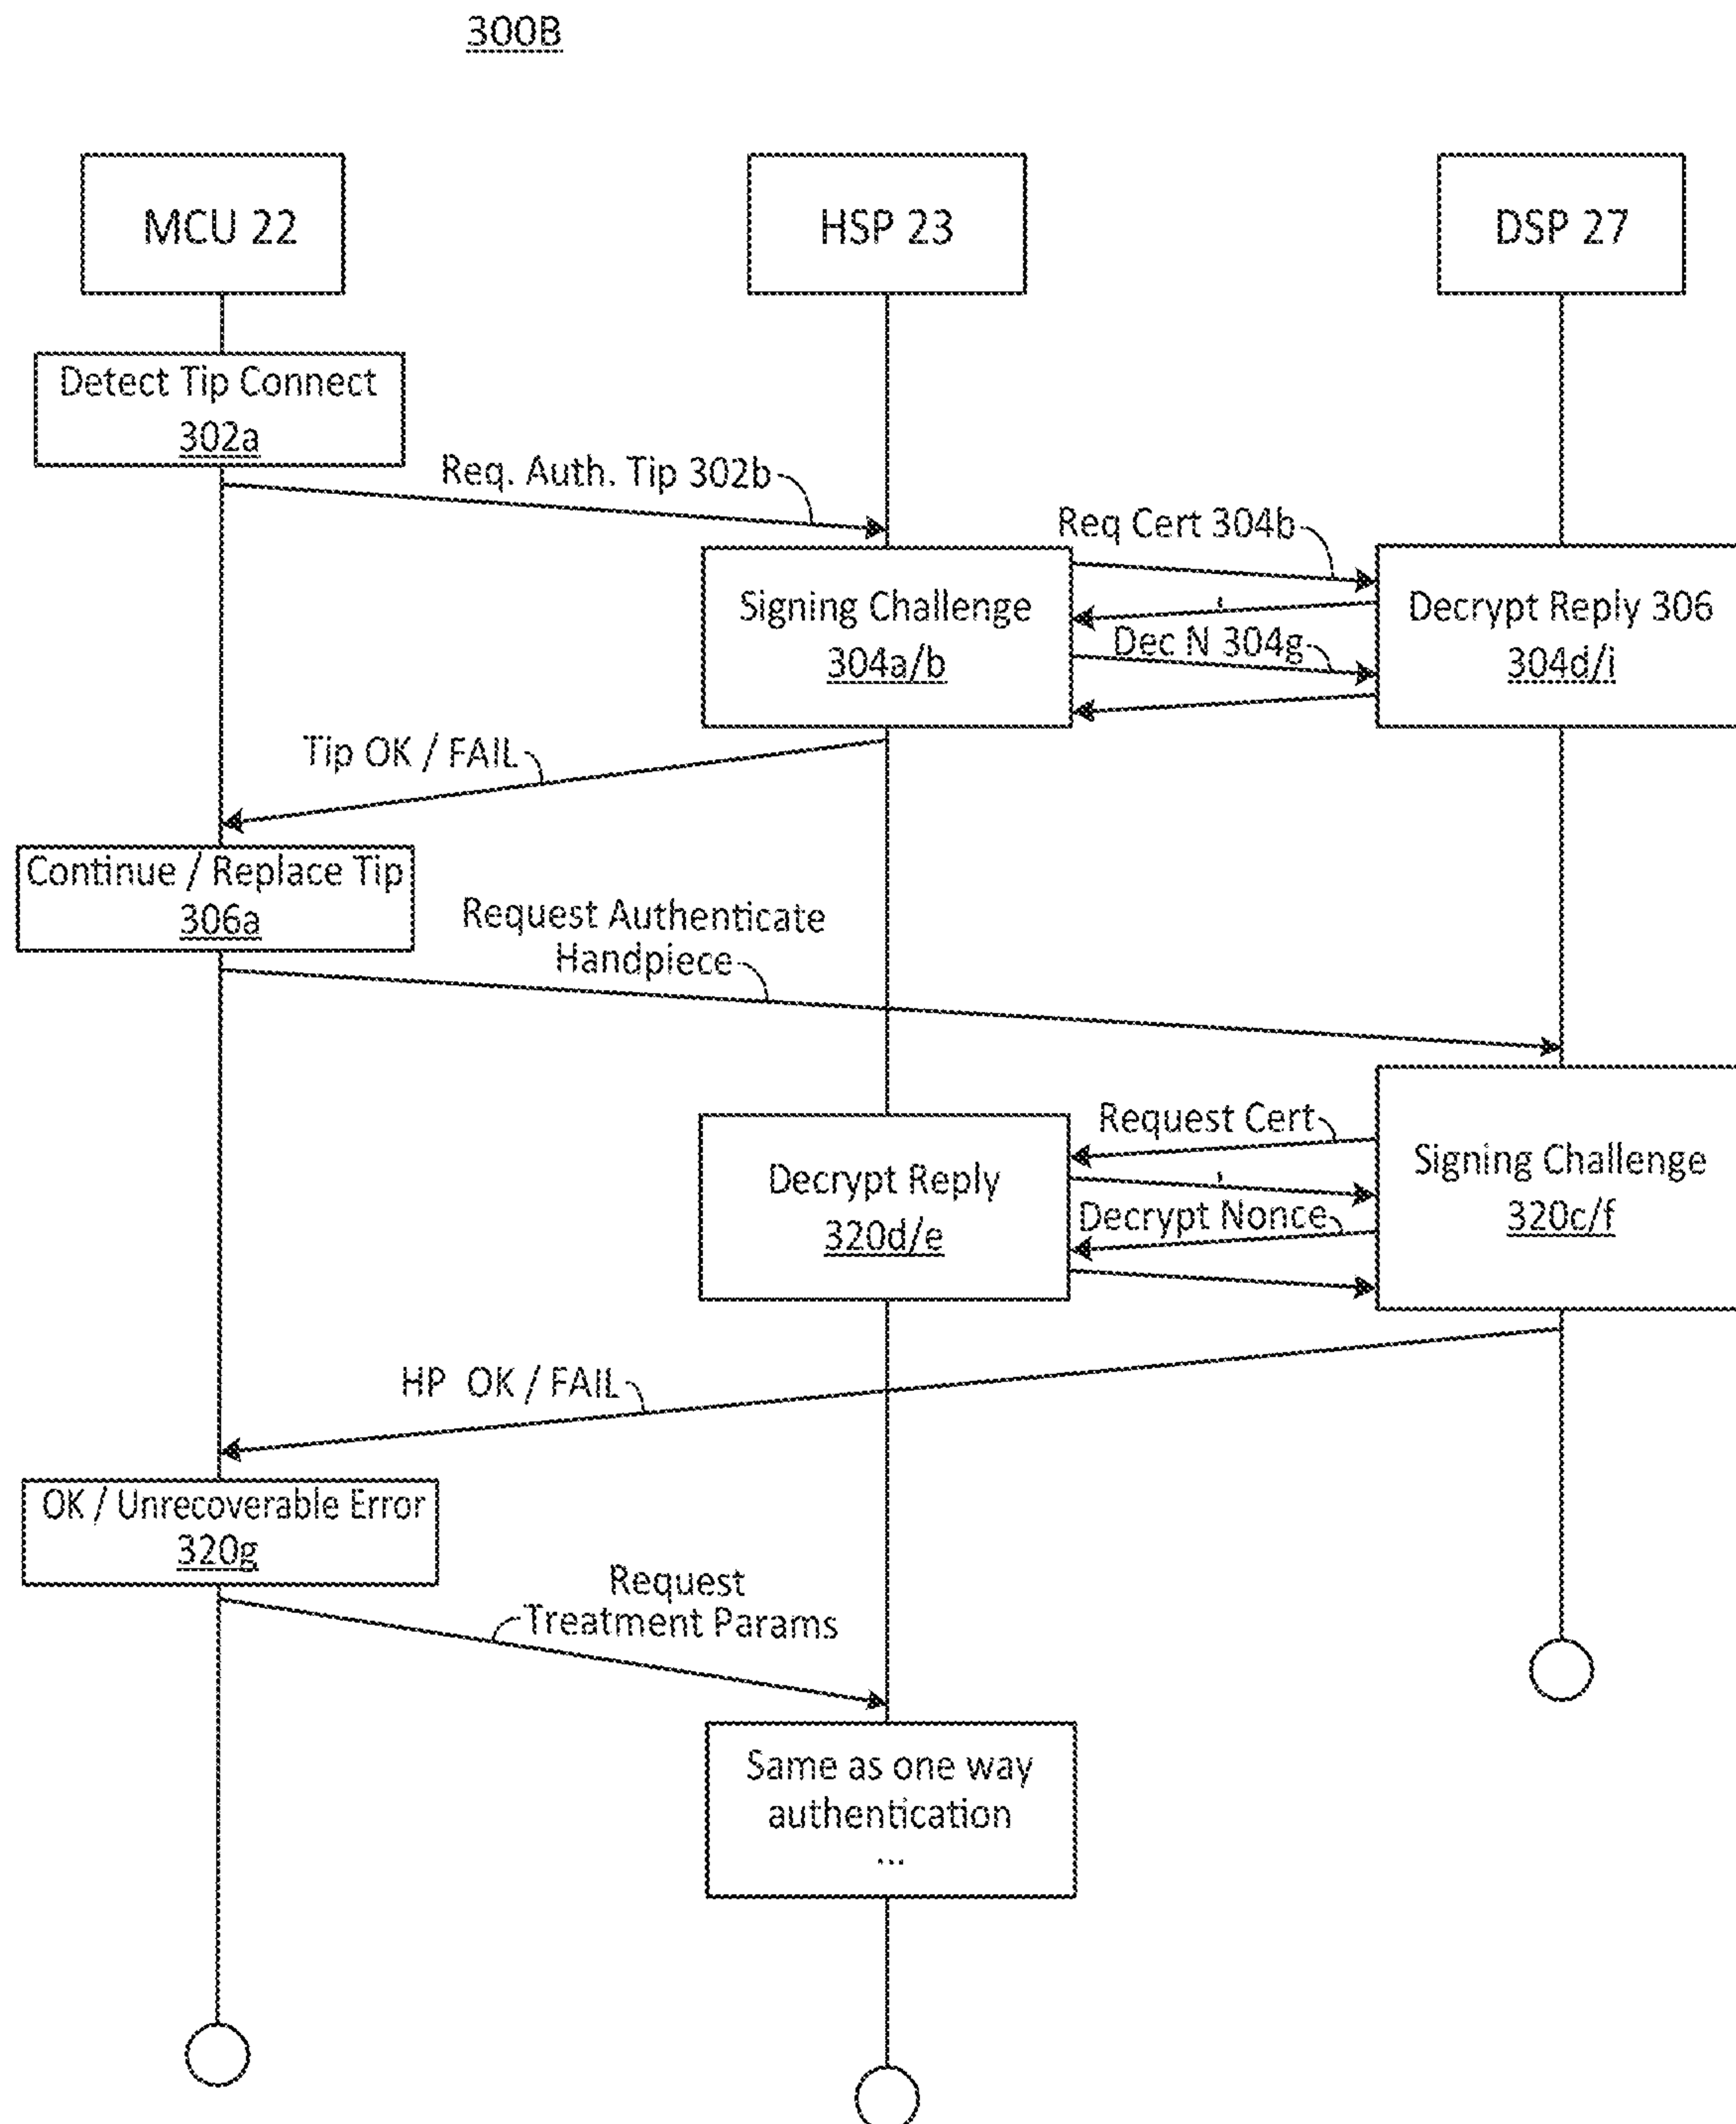 300B
MCU 22
HSP 23
DSP 27
Detect Tip Connect
302a
Req. Auth. Tip 302b
Req Cert 304b
Signing Challenge
304a/b
Decrypt Reply 306
304d/i
Dec N 304g
Tip OK / FAIL
Continue / Replace Tip
306a
Request Authenticate
Handpiece
Request Cert
Decrypt Reply
320d/e
Signing Challenge
320c/f
Decrypt Nonce
HP OK / FAIL
OK / Unrecoverable Error
320g
Request
Treatment Params
Same as one way
authentication
...